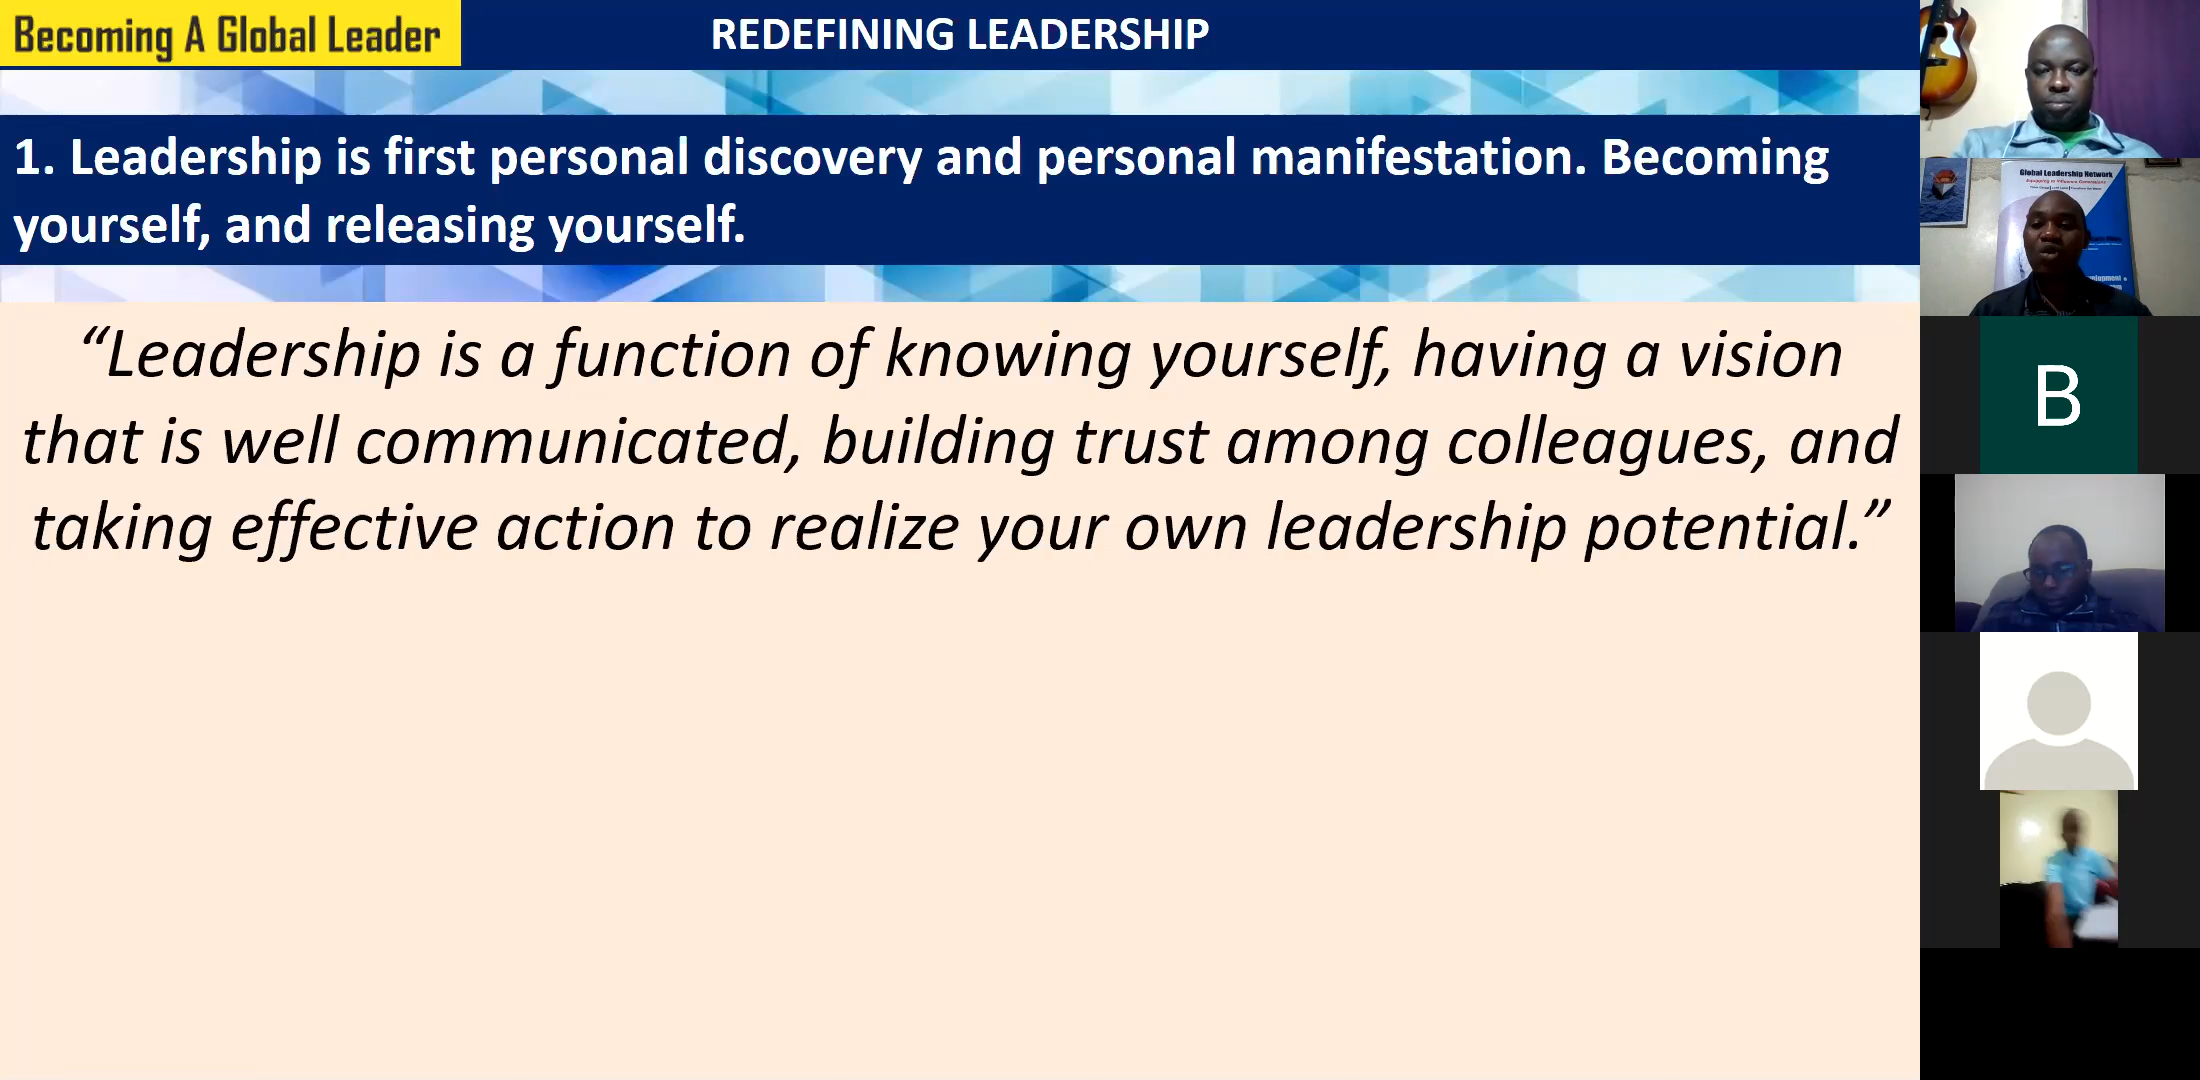 Becoming A Global Leader
REDEFINING LEADERSHIP
1. Leadership is first personal discovery and personal manifestation. Becoming
yourself, and releasing yourself.
“Leadership is a function of knowing yourself, having a vision
that is well communicated, building trust among colleagues, and
taking effective action to realize your own leadership potential.”
Global Leadership Network
B